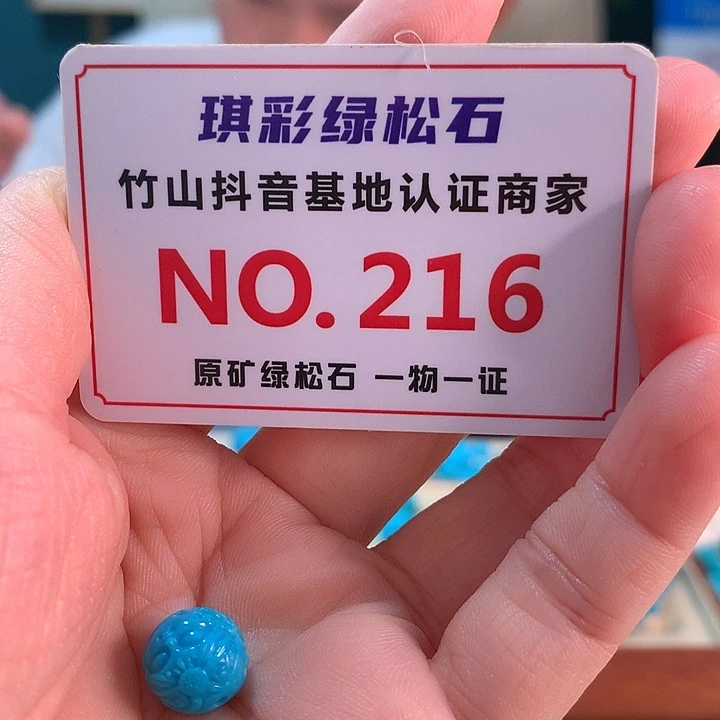 琪彩绿松石
竹山抖音基地认证商家
NO.216
原矿绿松石 一物一证